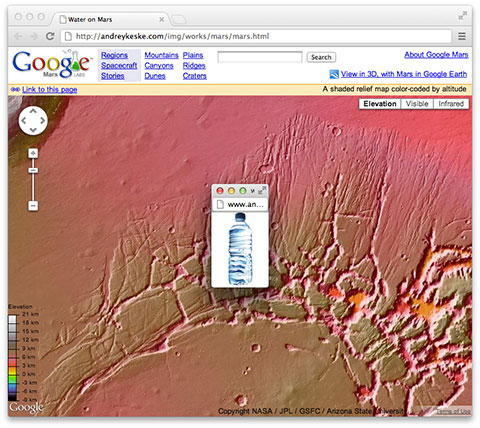 Water on Mars
http://andreykeske.com/img/works/mars/mars.html
Google
Mars LABS
Regions Mountains Plains
Spacecraft Canyons Ridges
Stories Dunes Craters
Search
About Google Mars
View in 3D, with Mars in Google Earth
Link to this page
A shaded relief map color-coded by altitude
Elevation Visible Infrared
www.an...
Elevation
21 km
18 km
15 km
12 km
9 km
6 km
3 km
0 km
-3 km
-6 km
-9 km
Google
Copyright NASA / JPL / GSFC / Arizona State University
Terms of Use